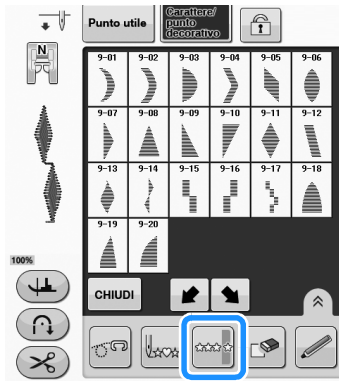 Punto utile
Carattere/
punto
decorativo
N
9-01 9-02 9-03 9-04 9-05 9-06
9-07 9-08 9-09 9-10 9-11 9-12
9-13 9-14 9-15 9-16 9-17 9-18
9-19 9-20
100%
CHIUDI